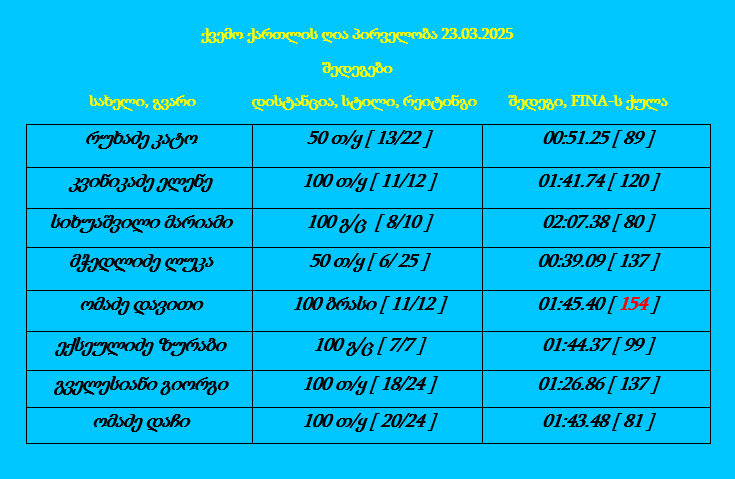 ქვემო ქართლის ღია პირველობა 23.03.2025
შედეგები
სახელი, გვარი დისტანცია, სტილი, რეიტინგი შედეგი, FINA-ს ქულა
რუხაძე კატო 50 თ/ყ [ 13/22 ] 00:51.25 [ 89 ]
კვინიკაძე ელენე 100 თ/ყ [ 11/12 ] 01:41.74 [ 120 ]
სიხუაშვილი მარიამი 100 გ/ც [ 8/10 ] 02:07.38 [ 80 ]
მჭედლიძე ლუკა 50 თ/ყ [ 6/ 25 ] 00:39.09 [ 137 ]
ომაძე დავითი 100 ბრასი [ 11/12 ] 01:45.40 [ 154 ]
ექსეულიძე ზურაბი 100 გ/ც [ 7/7 ] 01:44.37 [ 99 ]
გველესიანი გიორგი 100 თ/ყ [ 18/24 ] 01:26.86 [ 137 ]
ომაძე დაჩი 100 თ/ყ [ 20/24 ] 01:43.48 [ 81 ]